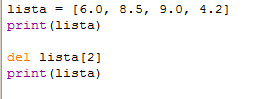 lista = [6.0, 8.5, 9.0, 4.2]
print(lista)
del lista[2]
print(lista)